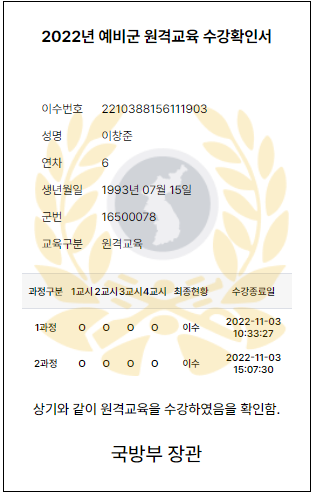 2022년 예비군 원격교육 수강확인서
이수번호 2210388156111903
성명 이창준
연차 6
생년월일 1993년 07월 15일
군번 16500078
교육구분 원격교육
과정구분 1교시 2교시 3교시 4교시 최종현황 수강종료일
1과정 O O O O 이수 2022-11-03
10:33:27
2과정 O O O O 이수 2022-11-03
15:07:30
상기와 같이 원격교육을 수강하였음을 확인함.
국방부 장관